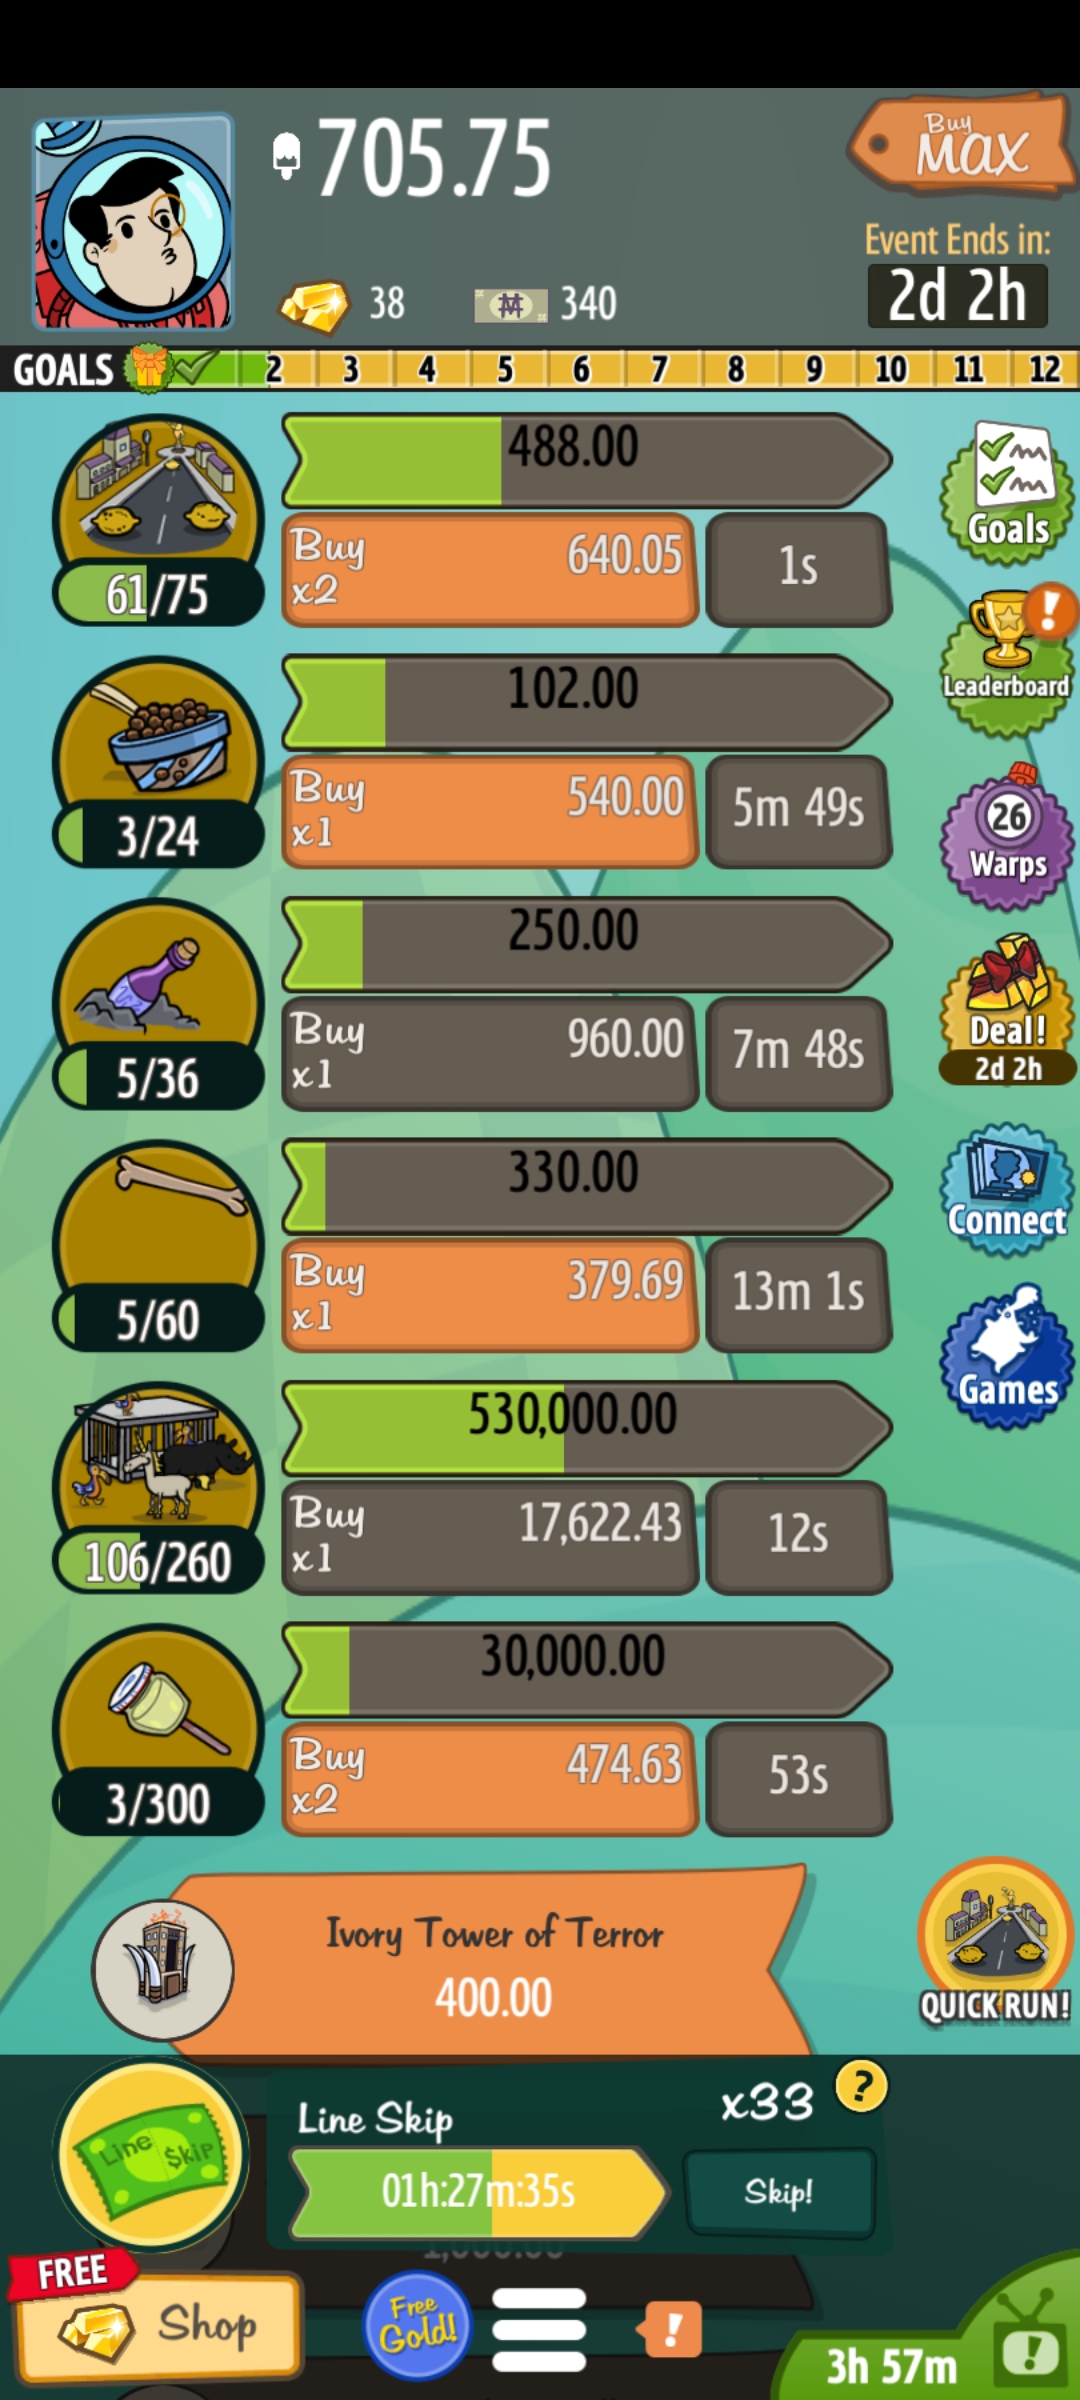 705.75
Buy
MAX
Event Ends in:
2d 2h
38
340
GOALS 2 3 4 5 6 7 8 9 10 11 12
488.00
Buy
x2
640.05
1s
61/75
Goals
102.00
Buy
x1
540.00
5m 49s
3/24
!
Leaderboard
250.00
Buy
x1
960.00
7m 48s
5/36
26
Warps
330.00
Buy
x1
379.69
13m 1s
5/60
Deal!
2d 2h
Connect
530,000.00
Buy
x1
17,622.43
12s
106/260
Games
30,000.00
Buy
x2
474.63
53s
3/300
Ivory Tower of Terror
400.00
QUICK RUN!
Line $kip
Line Skip
x33
?
01h:27m:35s
Skip!
1,000.00
FREE
Shop
Free
Gold!
!
3h 57m
!